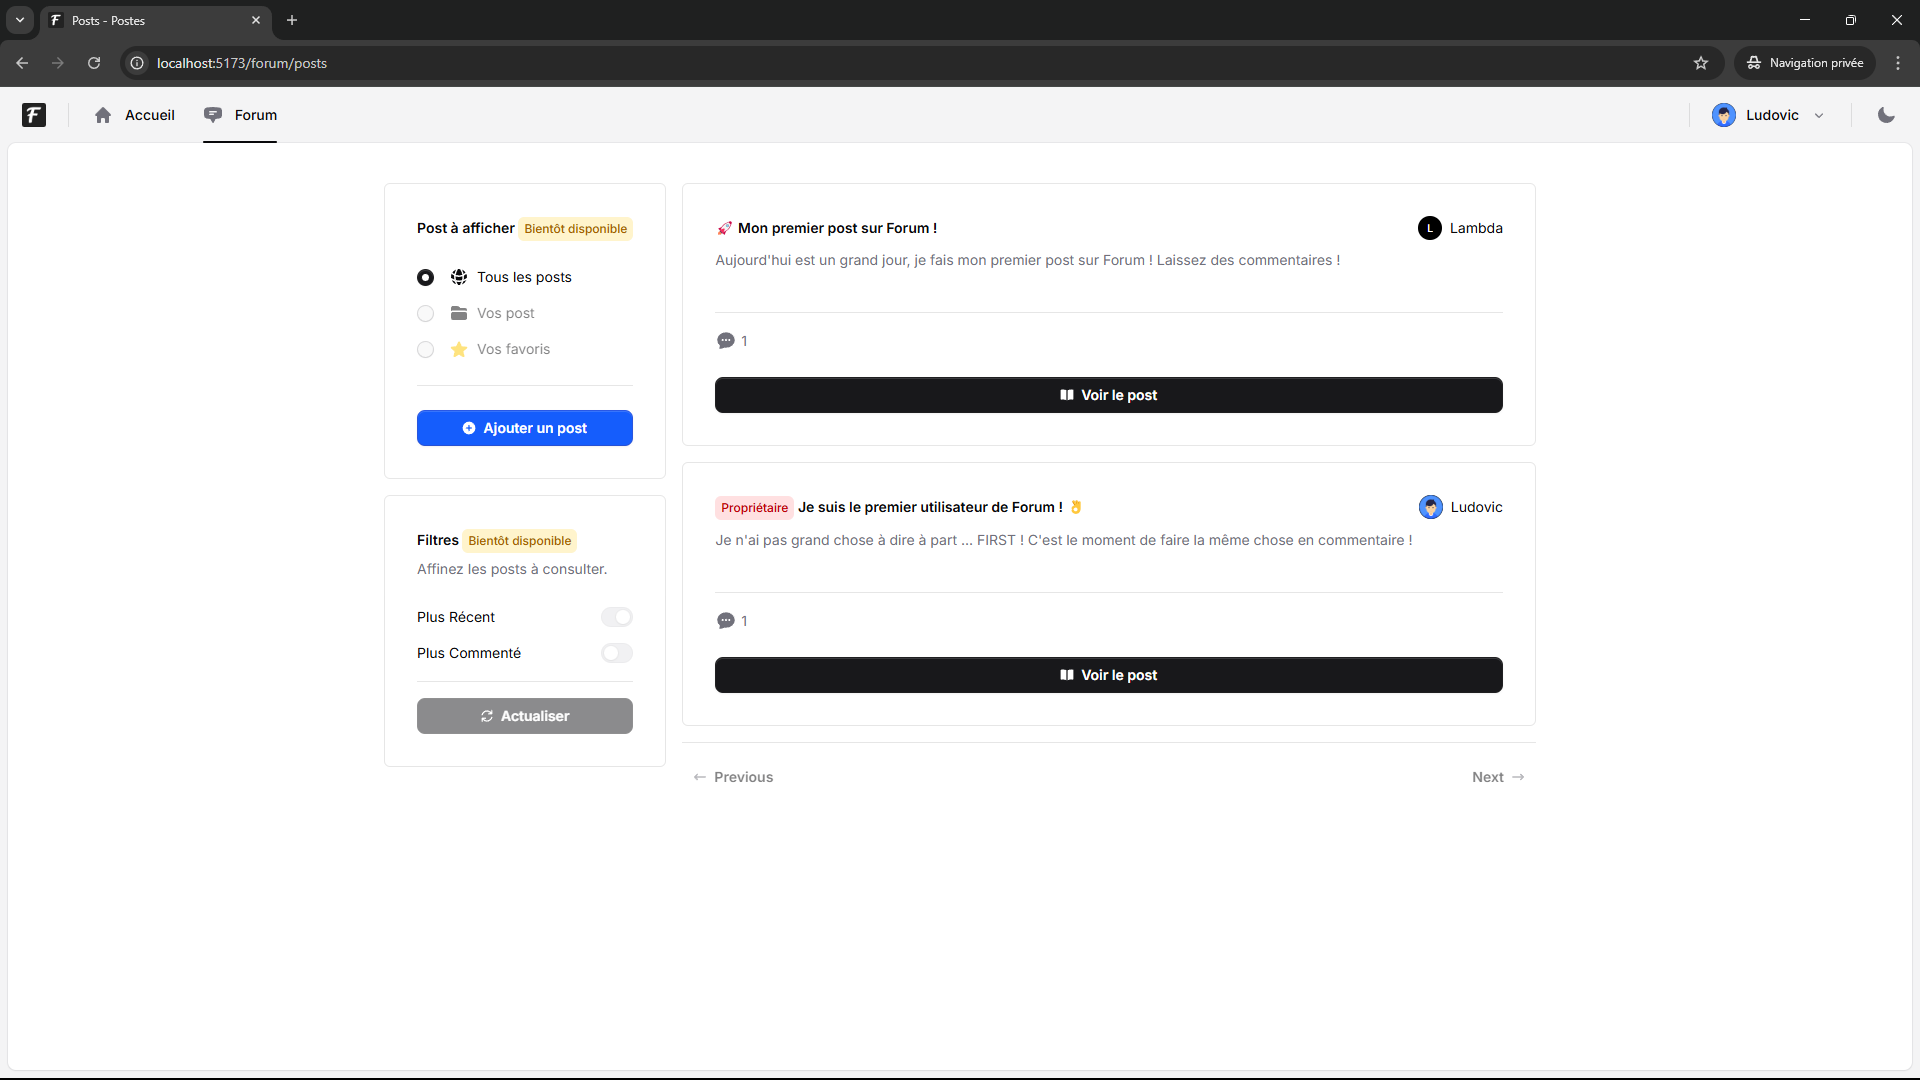 Posts - Postes
localhost:5173/forum/posts
Navigation privée
F
Accueil
Forum
Ludovic
Post à afficher Bientôt disponible
Tous les posts
Vos post
Vos favoris
Ajouter un post
Filtres Bientôt disponible
Affinez les posts à consulter.
Plus Récent
Plus Commenté
Actualiser
🚀 Mon premier post sur Forum !
L Lambda
Aujourd'hui est un grand jour, je fais mon premier post sur Forum ! Laissez des commentaires !
1
Voir le post
Propriétaire Je suis le premier utilisateur de Forum ! 👌
Ludovic
Je n'ai pas grand chose à dire à part ... FIRST ! C'est le moment de faire la même chose en commentaire !
1
Voir le post
← Previous
Next →